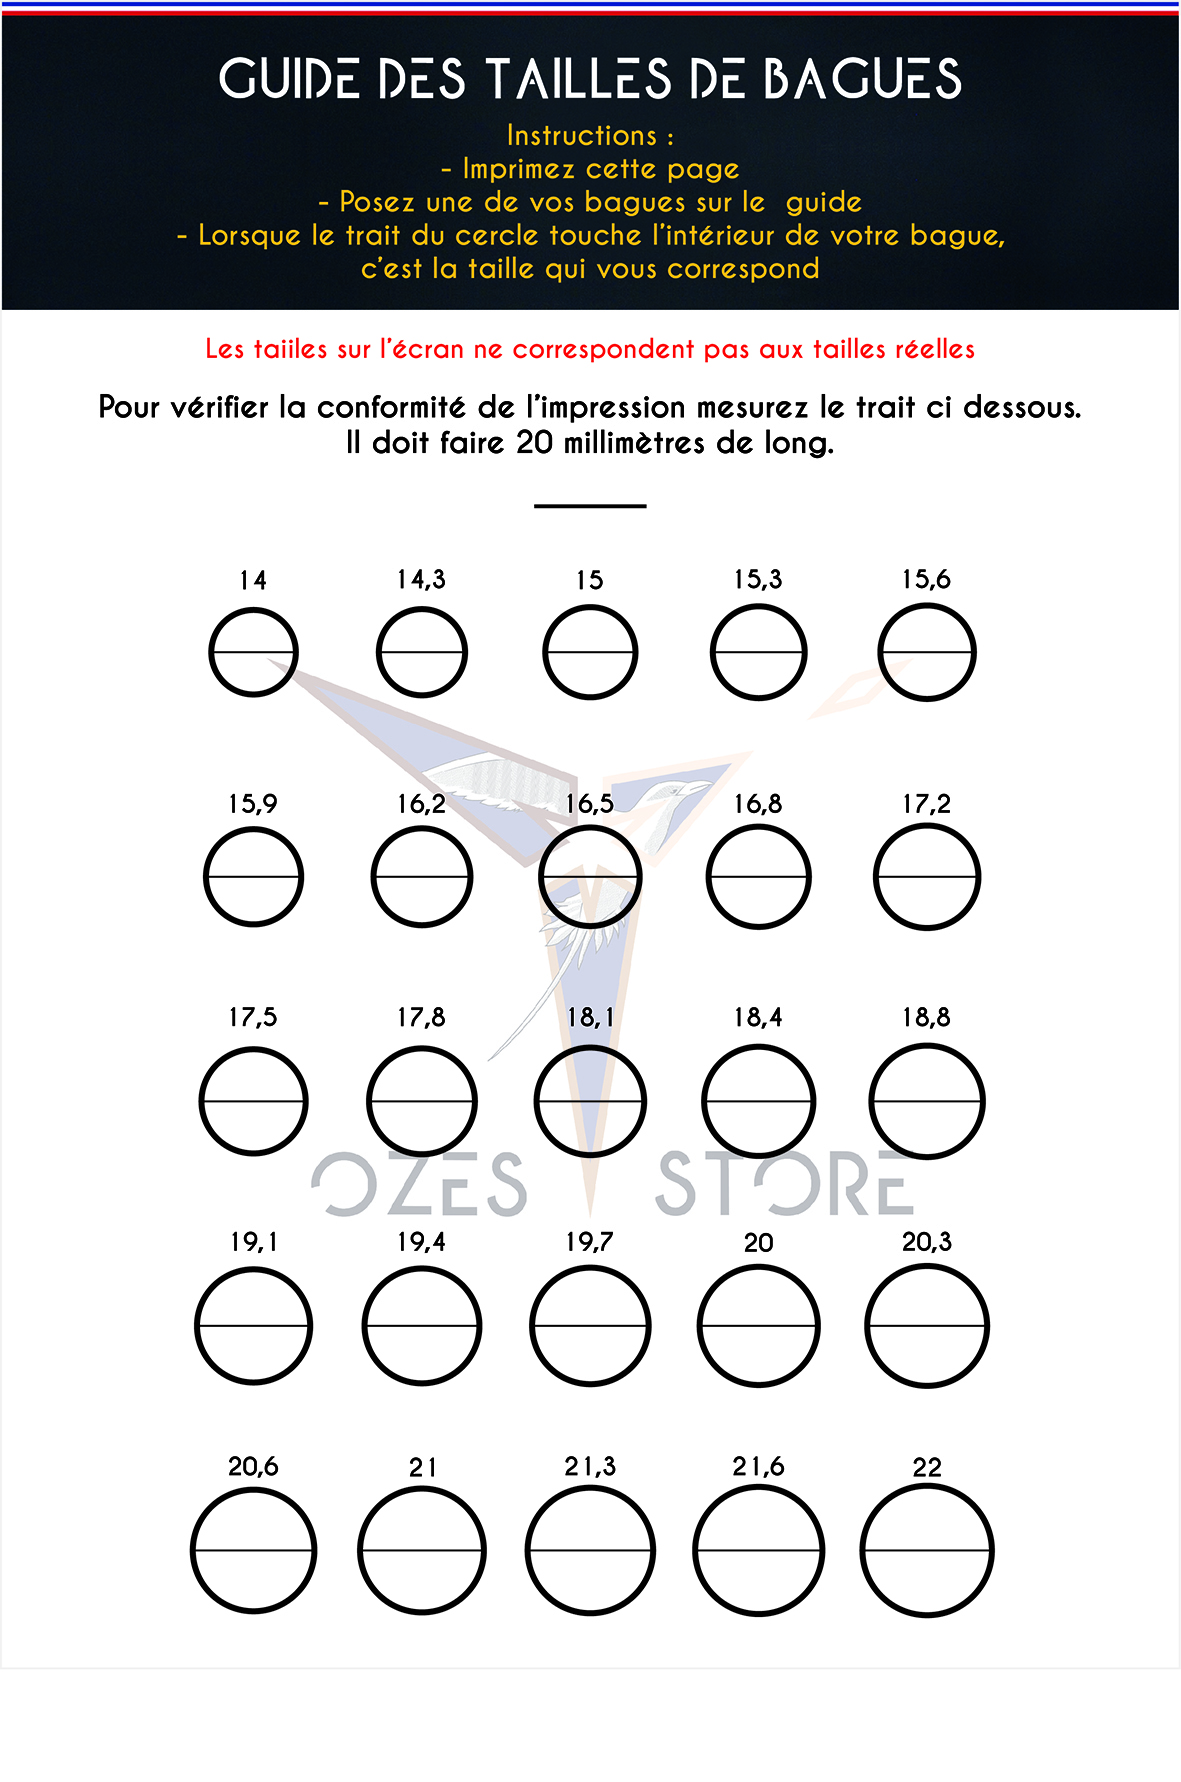 GUIDE DES TAILLES DE BAGUES
Instructions :
- Imprimez cette page
- Posez une de vos bagues sur le guide
- Lorsque le trait du cercle touche l'intérieur de votre bague,
c'est la taille qui vous correspond
Les taiiles sur l'écran ne correspondent pas aux tailles réelles
Pour vérifier la conformité de l'impression mesurez le trait ci dessous.
Il doit faire 20 millimètres de long.
14 14,3 15 15,3 15,6
15,9 16,2 16,5 16,8 17,2
17,5 17,8 18,1 18,4 18,8
OZES STORE
19,1 19,4 19,7 20 20,3
20,6 21 21,3 21,6 22